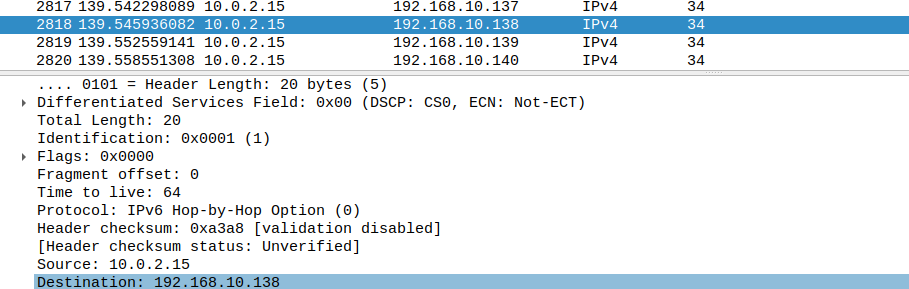 2817 139.542298089 10.0.2.15 192.168.10.137 IPv4 34
2818 139.545936082 10.0.2.15 192.168.10.138 IPv4 34
2819 139.552559141 10.0.2.15 192.168.10.139 IPv4 34
2820 139.558551308 10.0.2.15 192.168.10.140 IPv4 34
.... 0101 = Header Length: 20 bytes (5)
Differentiated Services Field: 0x00 (DSCP: CS0, ECN: Not-ECT)
Total Length: 20
Identification: 0x0001 (1)
Flags: 0x0000
Fragment offset: 0
Time to live: 64
Protocol: IPv6 Hop-by-Hop Option (0)
Header checksum: 0xa3a8 [validation disabled]
[Header checksum status: Unverified]
Source: 10.0.2.15
Destination: 192.168.10.138